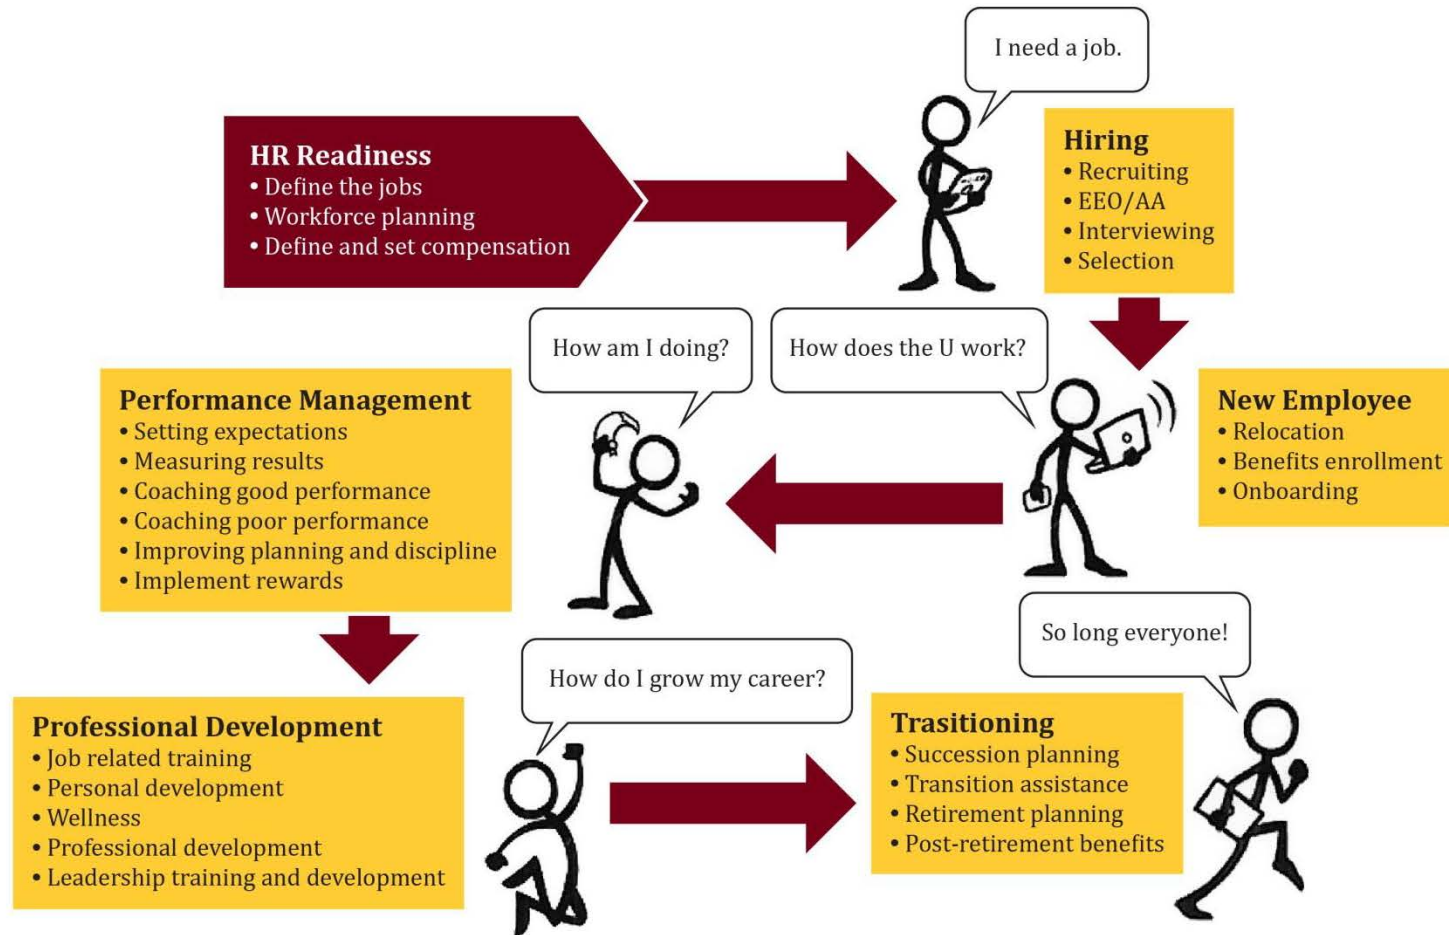 I need a job.
HR Readiness
• Define the jobs
• Workforce planning
• Define and set compensation
Hiring
• Recruiting
• EEO/AA
• Interviewing
• Selection
How am I doing?
How does the U work?
Performance Management
• Setting expectations
• Measuring results
• Coaching good performance
• Coaching poor performance
• Improving planning and discipline
• Implement rewards
New Employee
• Relocation
• Benefits enrollment
• Onboarding
So long everyone!
How do I grow my career?
Professional Development
• Job related training
• Personal development
• Wellness
• Professional development
• Leadership training and development
Trasitioning
• Succession planning
• Transition assistance
• Retirement planning
• Post-retirement benefits